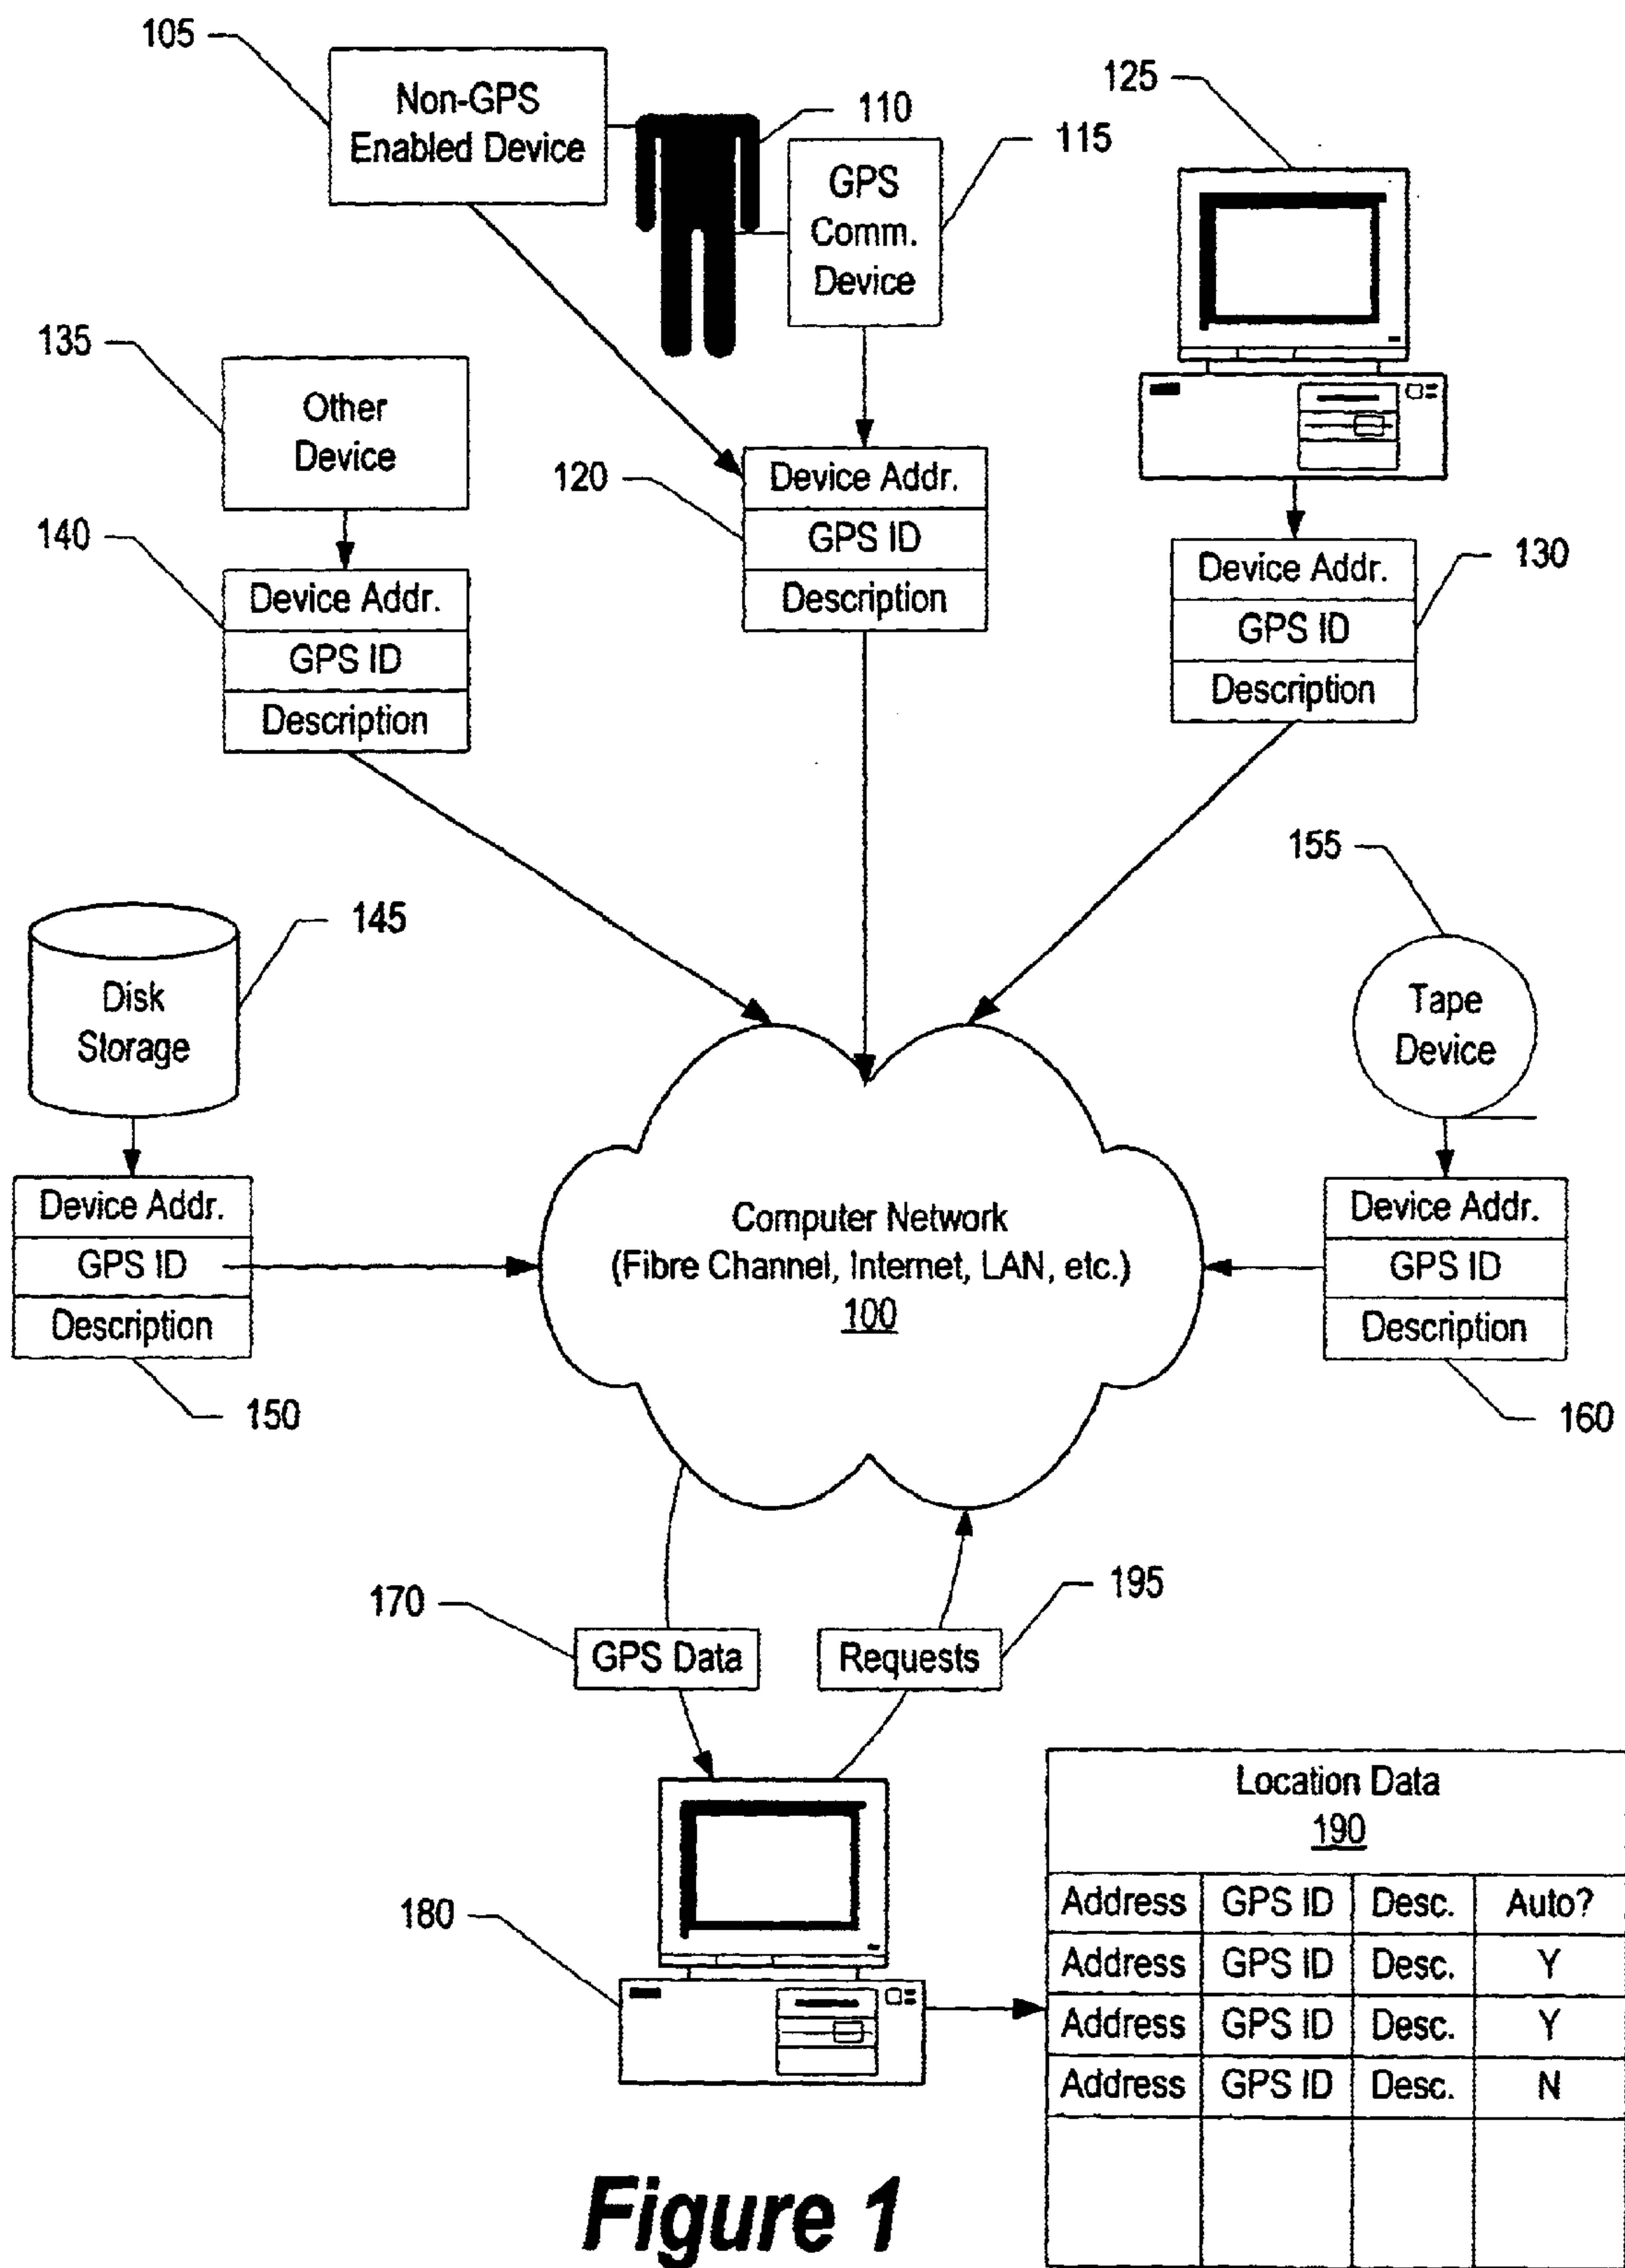 105
Non-GPS
Enabled Device
110
GPS
Comm.
Device
115
125
135
Other
Device
120
Device Addr.
GPS ID
Description
140
Device Addr.
GPS ID
Description
Device Addr.
GPS ID
Description
130
Disk
Storage
145
155
Tape
Device
Device Addr.
GPS ID
Description
150
Computer Network
(Fibre Channel, Internet, LAN, etc.)
100
Device Addr.
GPS ID
Description
160
170
GPS Data
Requests
195
180
Location Data
190
Address GPS ID Desc. Auto?
Address GPS ID Desc. Y
Address GPS ID Desc. Y
Address GPS ID Desc. N
Figure 1